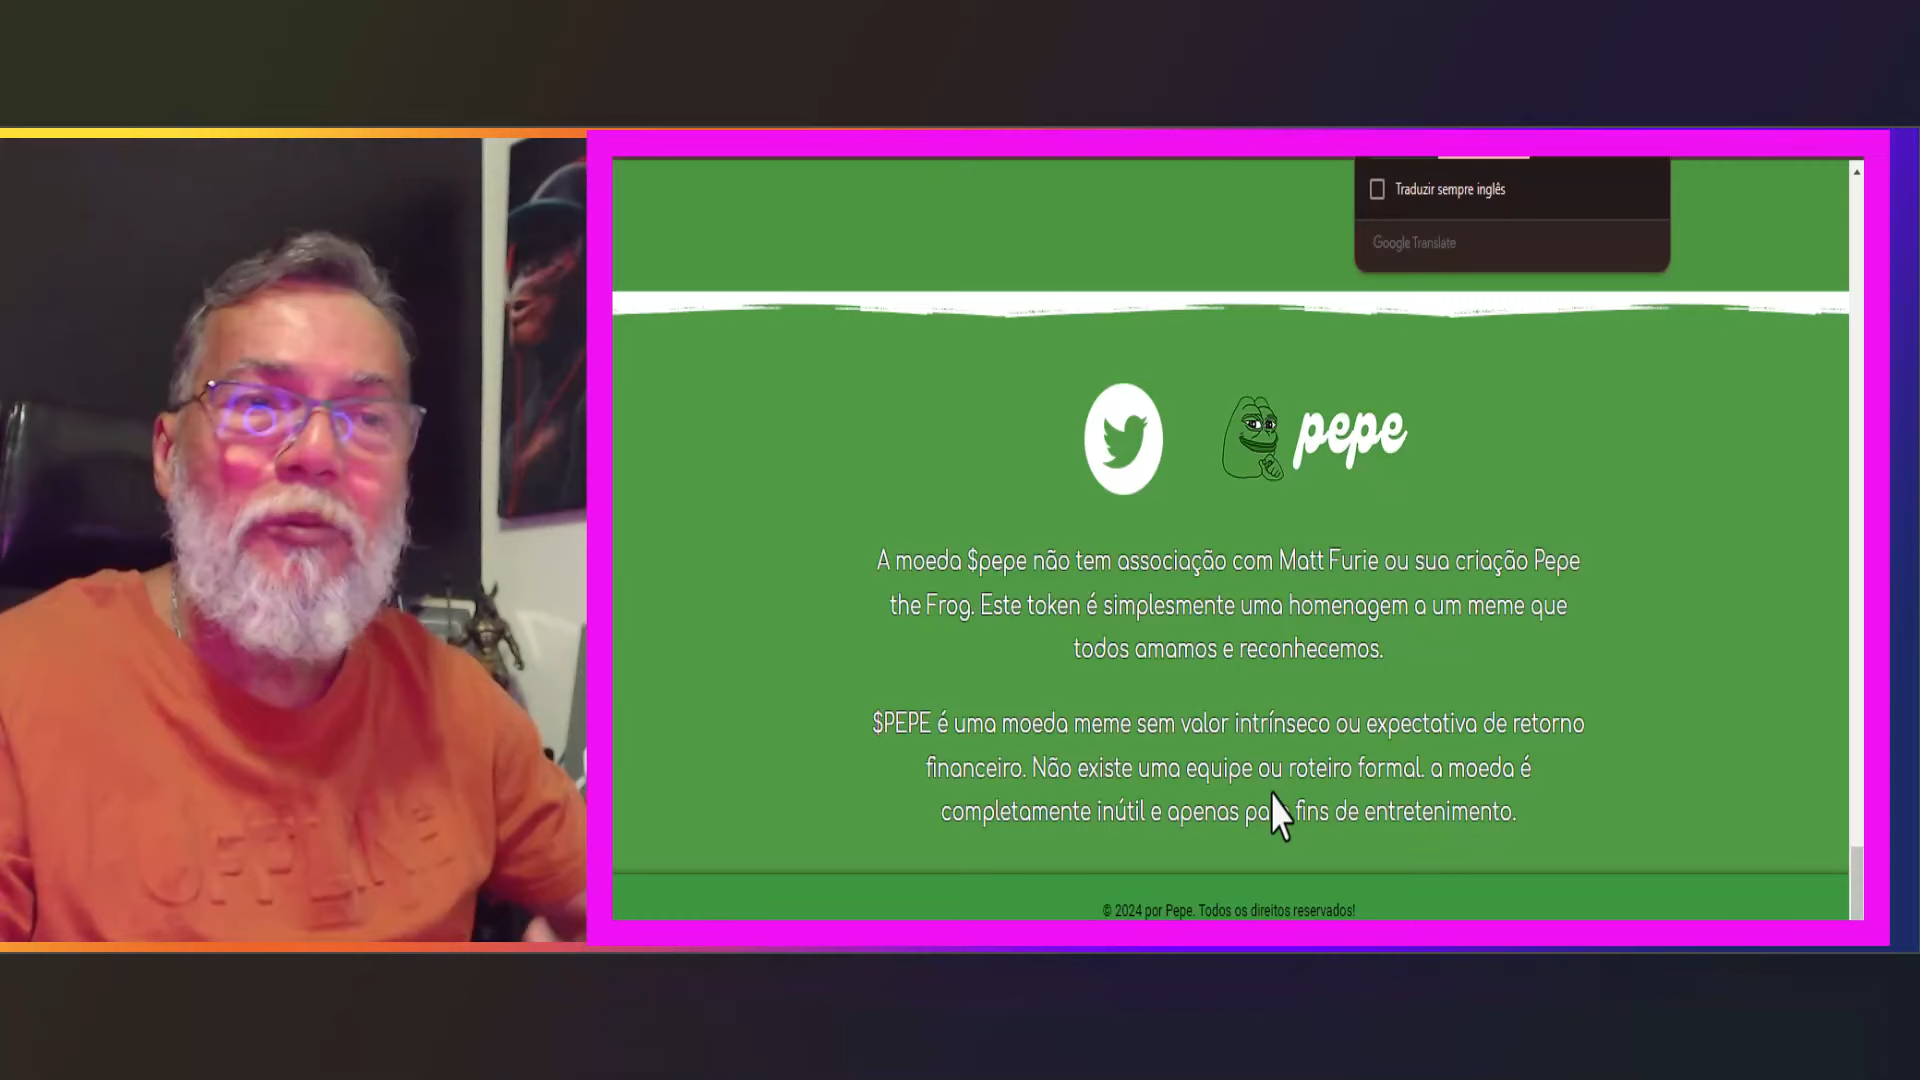 Traduzir sempre inglês
Google Translate
pepe
A moeda $pepe não tem associação com Matt Furie ou sua criação Pepe
the Frog. Este token é simplesmente uma homenagem a um meme que
todos amamos e reconhecemos.
$PEPE é uma moeda meme sem valor intrínseco ou expectativa de retorno
financeiro. Não existe uma equipe ou roteiro formal. a moeda é
completamente inútil e apenas para fins de entretenimento.
© 2024 por Pepe. Todos os direitos reservados!